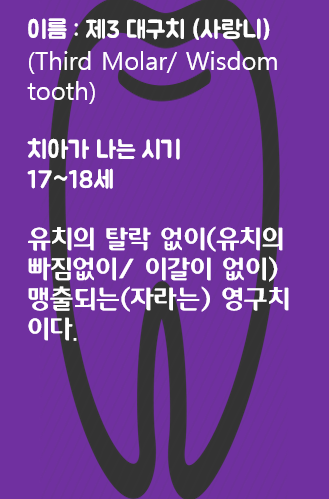 이름 : 제3 대구치 (사랑니)
(Third Molar/ Wisdom
tooth)
치아가 나는 시기
17~18세
유치의 탈락 없이(유치의
빠짐없이/ 이갈이 없이)
맹출되는(자라는) 영구치
이다.